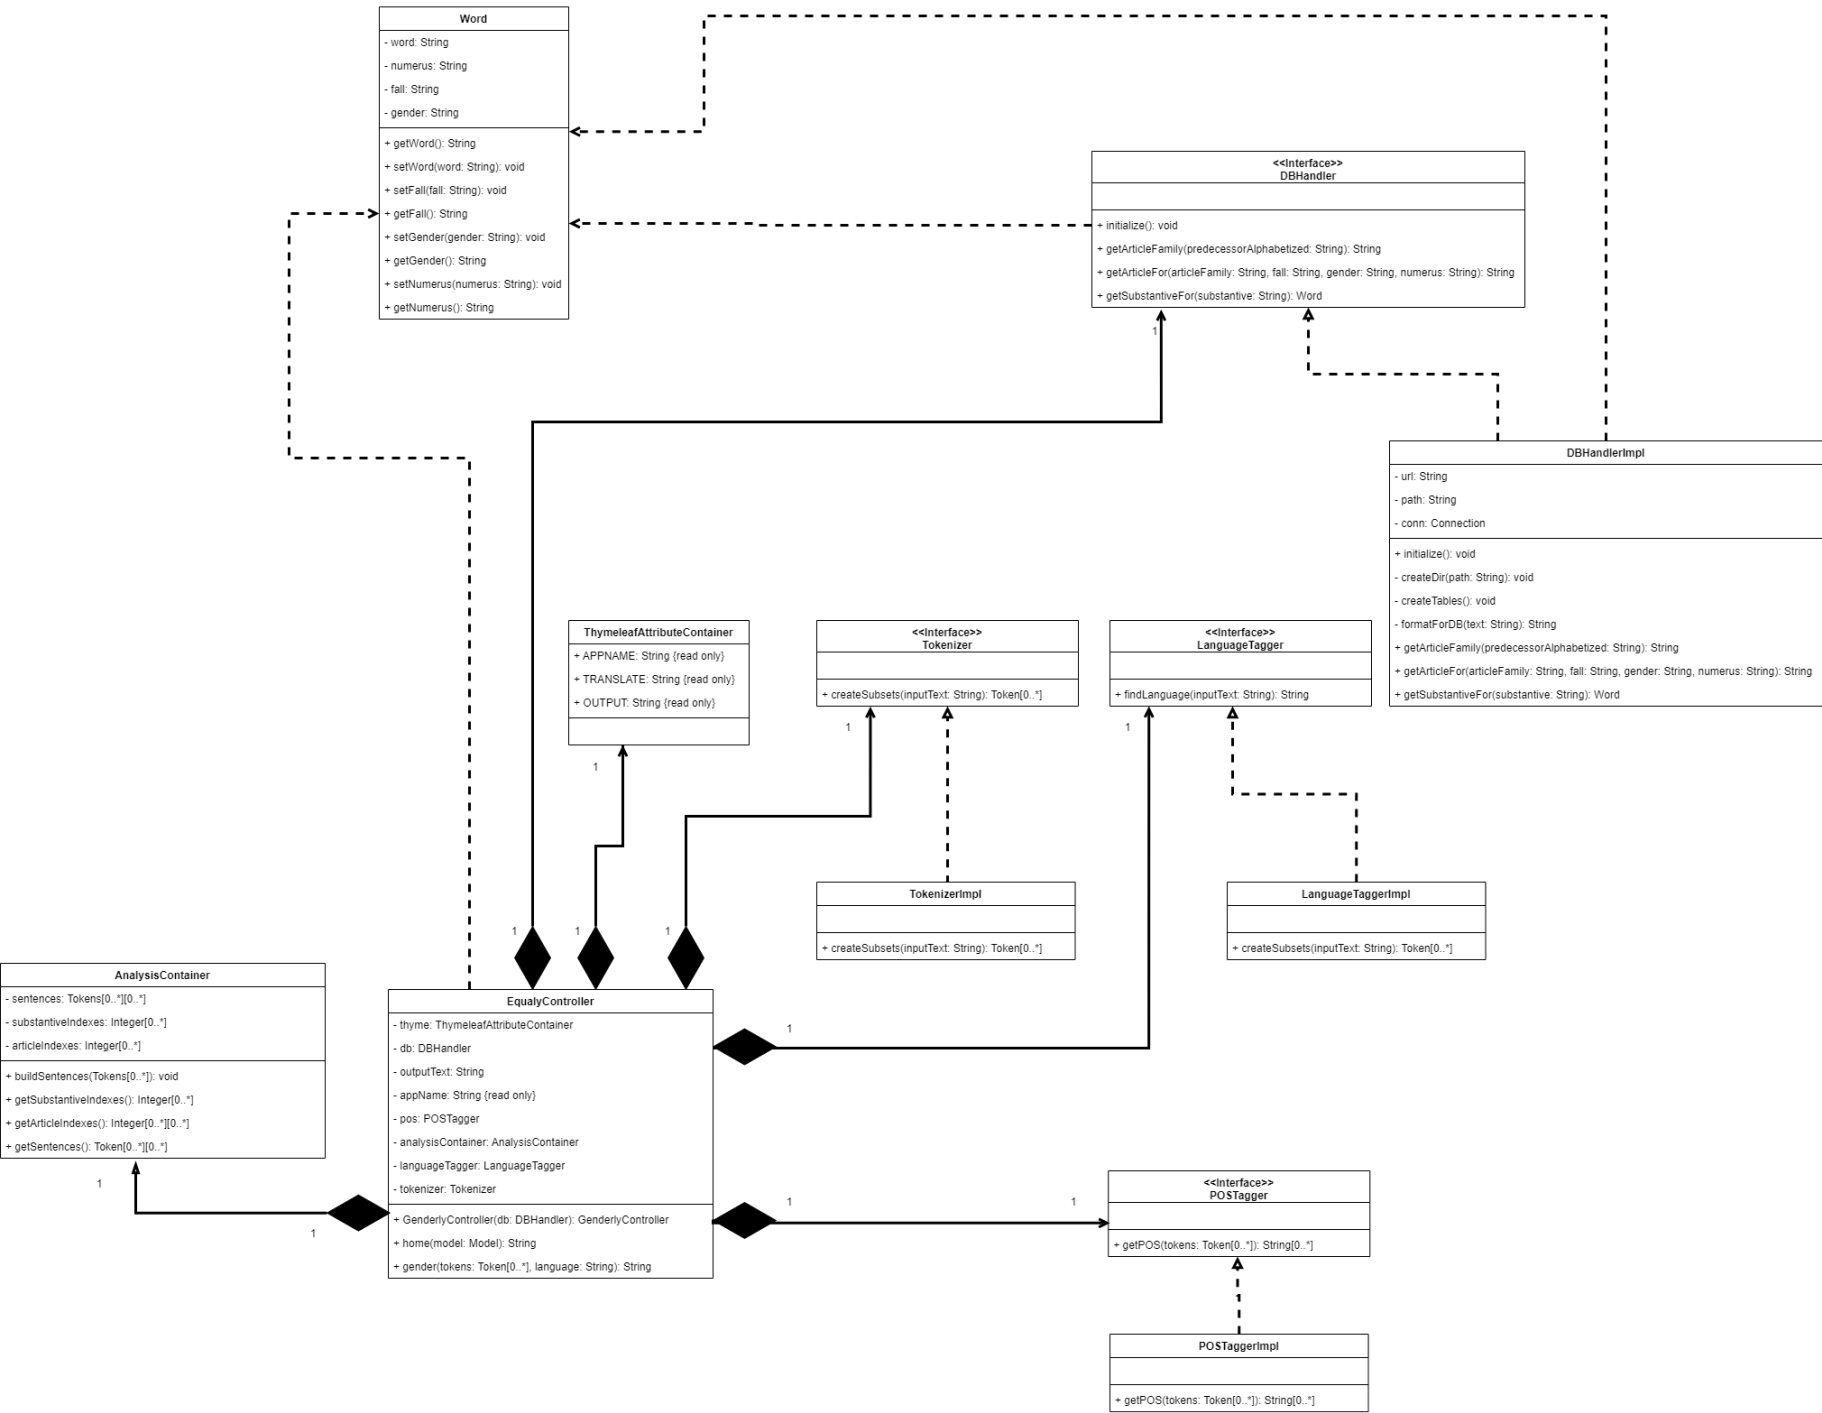 Word
- word: String
- numerus: String
- fall: String
- gender: String
+ getWord(): String
+ setWord(word: String): void
+ setFall(fall: String): void
+ getFall(): String
+ setGender(gender: String): void
+ getGender(): String
+ setNumerus(numerus: String): void
+ getNumerus(): String
<<Interface>>
DBHandler
+ initialize(): void
+ getArticleFamily(predecessorAlphabetized: String): String
+ getArticleFor(articleFamily: String, fall: String, gender: String, numerus: String): String
+ getSubstantiveFor(substantive: String): Word
1
DBHandlerImpl
- url: String
- path: String
- conn: Connection
+ initialize(): void
- createDir(path: String): void
- createTables(): void
- formatForDB(text: String): String
+ getArticleFamily(predecessorAlphabetized: String): String
+ getArticleFor(articleFamily: String, fall: String, gender: String, numerus: String): String
+ getSubstantiveFor(substantive: String): Word
ThymeleafAttributeContainer
+ APPNAME: String {read only}
+ TRANSLATE: String {read only}
+ OUTPUT: String {read only}
1
<<Interface>>
Tokenizer
+ createSubsets(inputText: String): Token[0..*]
1
<<Interface>>
LanguageTagger
+ findLanguage(inputText: String): String
1
TokenizerImpl
+ createSubsets(inputText: String): Token[0..*]
LanguageTaggerImpl
+ createSubsets(inputText: String): Token[0..*]
1
1
1
AnalysisContainer
- sentences: Tokens[0..*][0..*]
- substantiveIndexes: Integer[0..*]
- articleIndexes: Integer[0..*]
+ buildSentences(Tokens[0..*]): void
+ getSubstantiveIndexes(): Integer[0..*]
+ getArticleIndexes(): Integer[0..*][0..*]
+ getSentences(): Token[0..*][0..*]
1
1
EqualyController
- thyme: ThymeleafAttributeContainer
- db: DBHandler
- outputText: String
- appName: String {read only}
- pos: POSTagger
- analysisContainer: AnalysisContainer
- languageTagger: LanguageTagger
- tokenizer: Tokenizer
+ GenderlyController(db: DBHandler): GenderlyController
+ home(model: Model): String
+ gender(tokens: Token[0..*], language: String): String
1
1
1
<<Interface>>
POSTagger
+ getPOS(tokens: Token[0..*]): String[0..*]
POSTaggerImpl
+ getPOS(tokens: Token[0..*]): String[0..*]